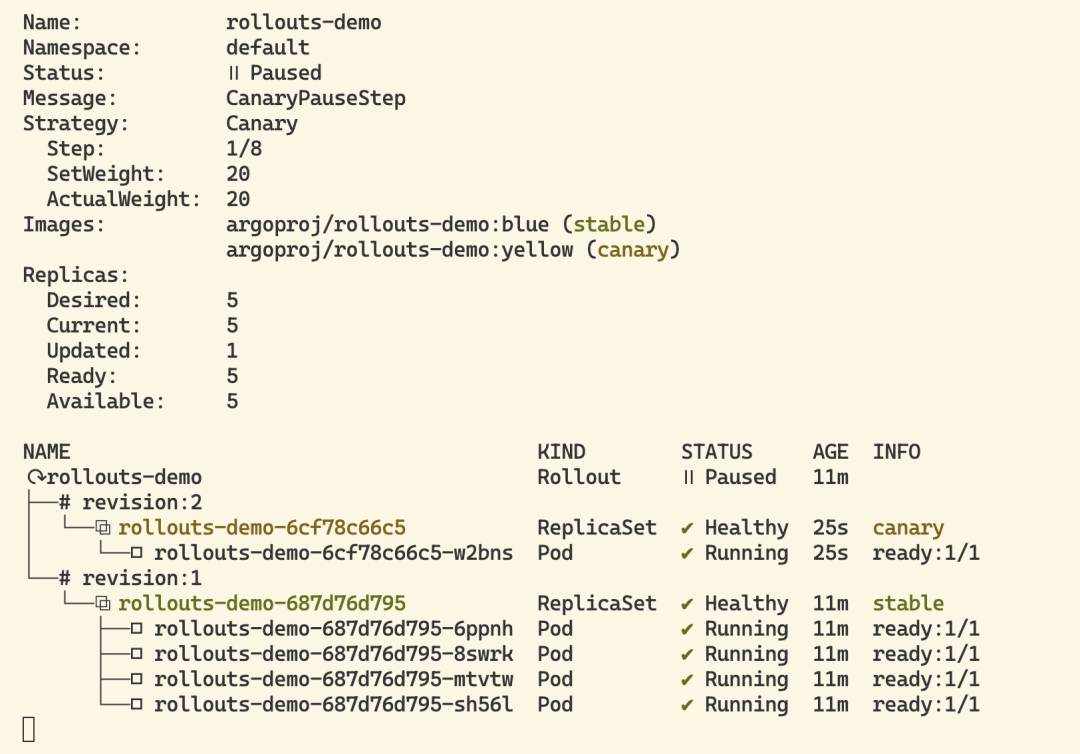 Name: rollouts-demo
Namespace: default
Status: ॥ Paused
Message: CanaryPauseStep
Strategy: Canary
Step: 1/8
SetWeight: 20
ActualWeight: 20
Images: argoproj/rollouts-demo:blue (stable)
argoproj/rollouts-demo:yellow (canary)
Replicas:
Desired: 5
Current: 5
Updated: 1
Ready: 5
Available: 5
NAME KIND STATUS AGE INFO
⟳rollouts-demo Rollout ॥ Paused 11m
├──# revision:2
│  └──⧉ rollouts-demo-6cf78c66c5 ReplicaSet ✔ Healthy 25s canary
│     └──□ rollouts-demo-6cf78c66c5-w2bns Pod ✔ Running 25s ready:1/1
└──# revision:1
   └──⧉ rollouts-demo-687d76d795 ReplicaSet ✔ Healthy 11m stable
      ├──□ rollouts-demo-687d76d795-6ppnh Pod ✔ Running 11m ready:1/1
      ├──□ rollouts-demo-687d76d795-8swrk Pod ✔ Running 11m ready:1/1
      ├──□ rollouts-demo-687d76d795-mtvtw Pod ✔ Running 11m ready:1/1
      └──□ rollouts-demo-687d76d795-sh56l Pod ✔ Running 11m ready:1/1